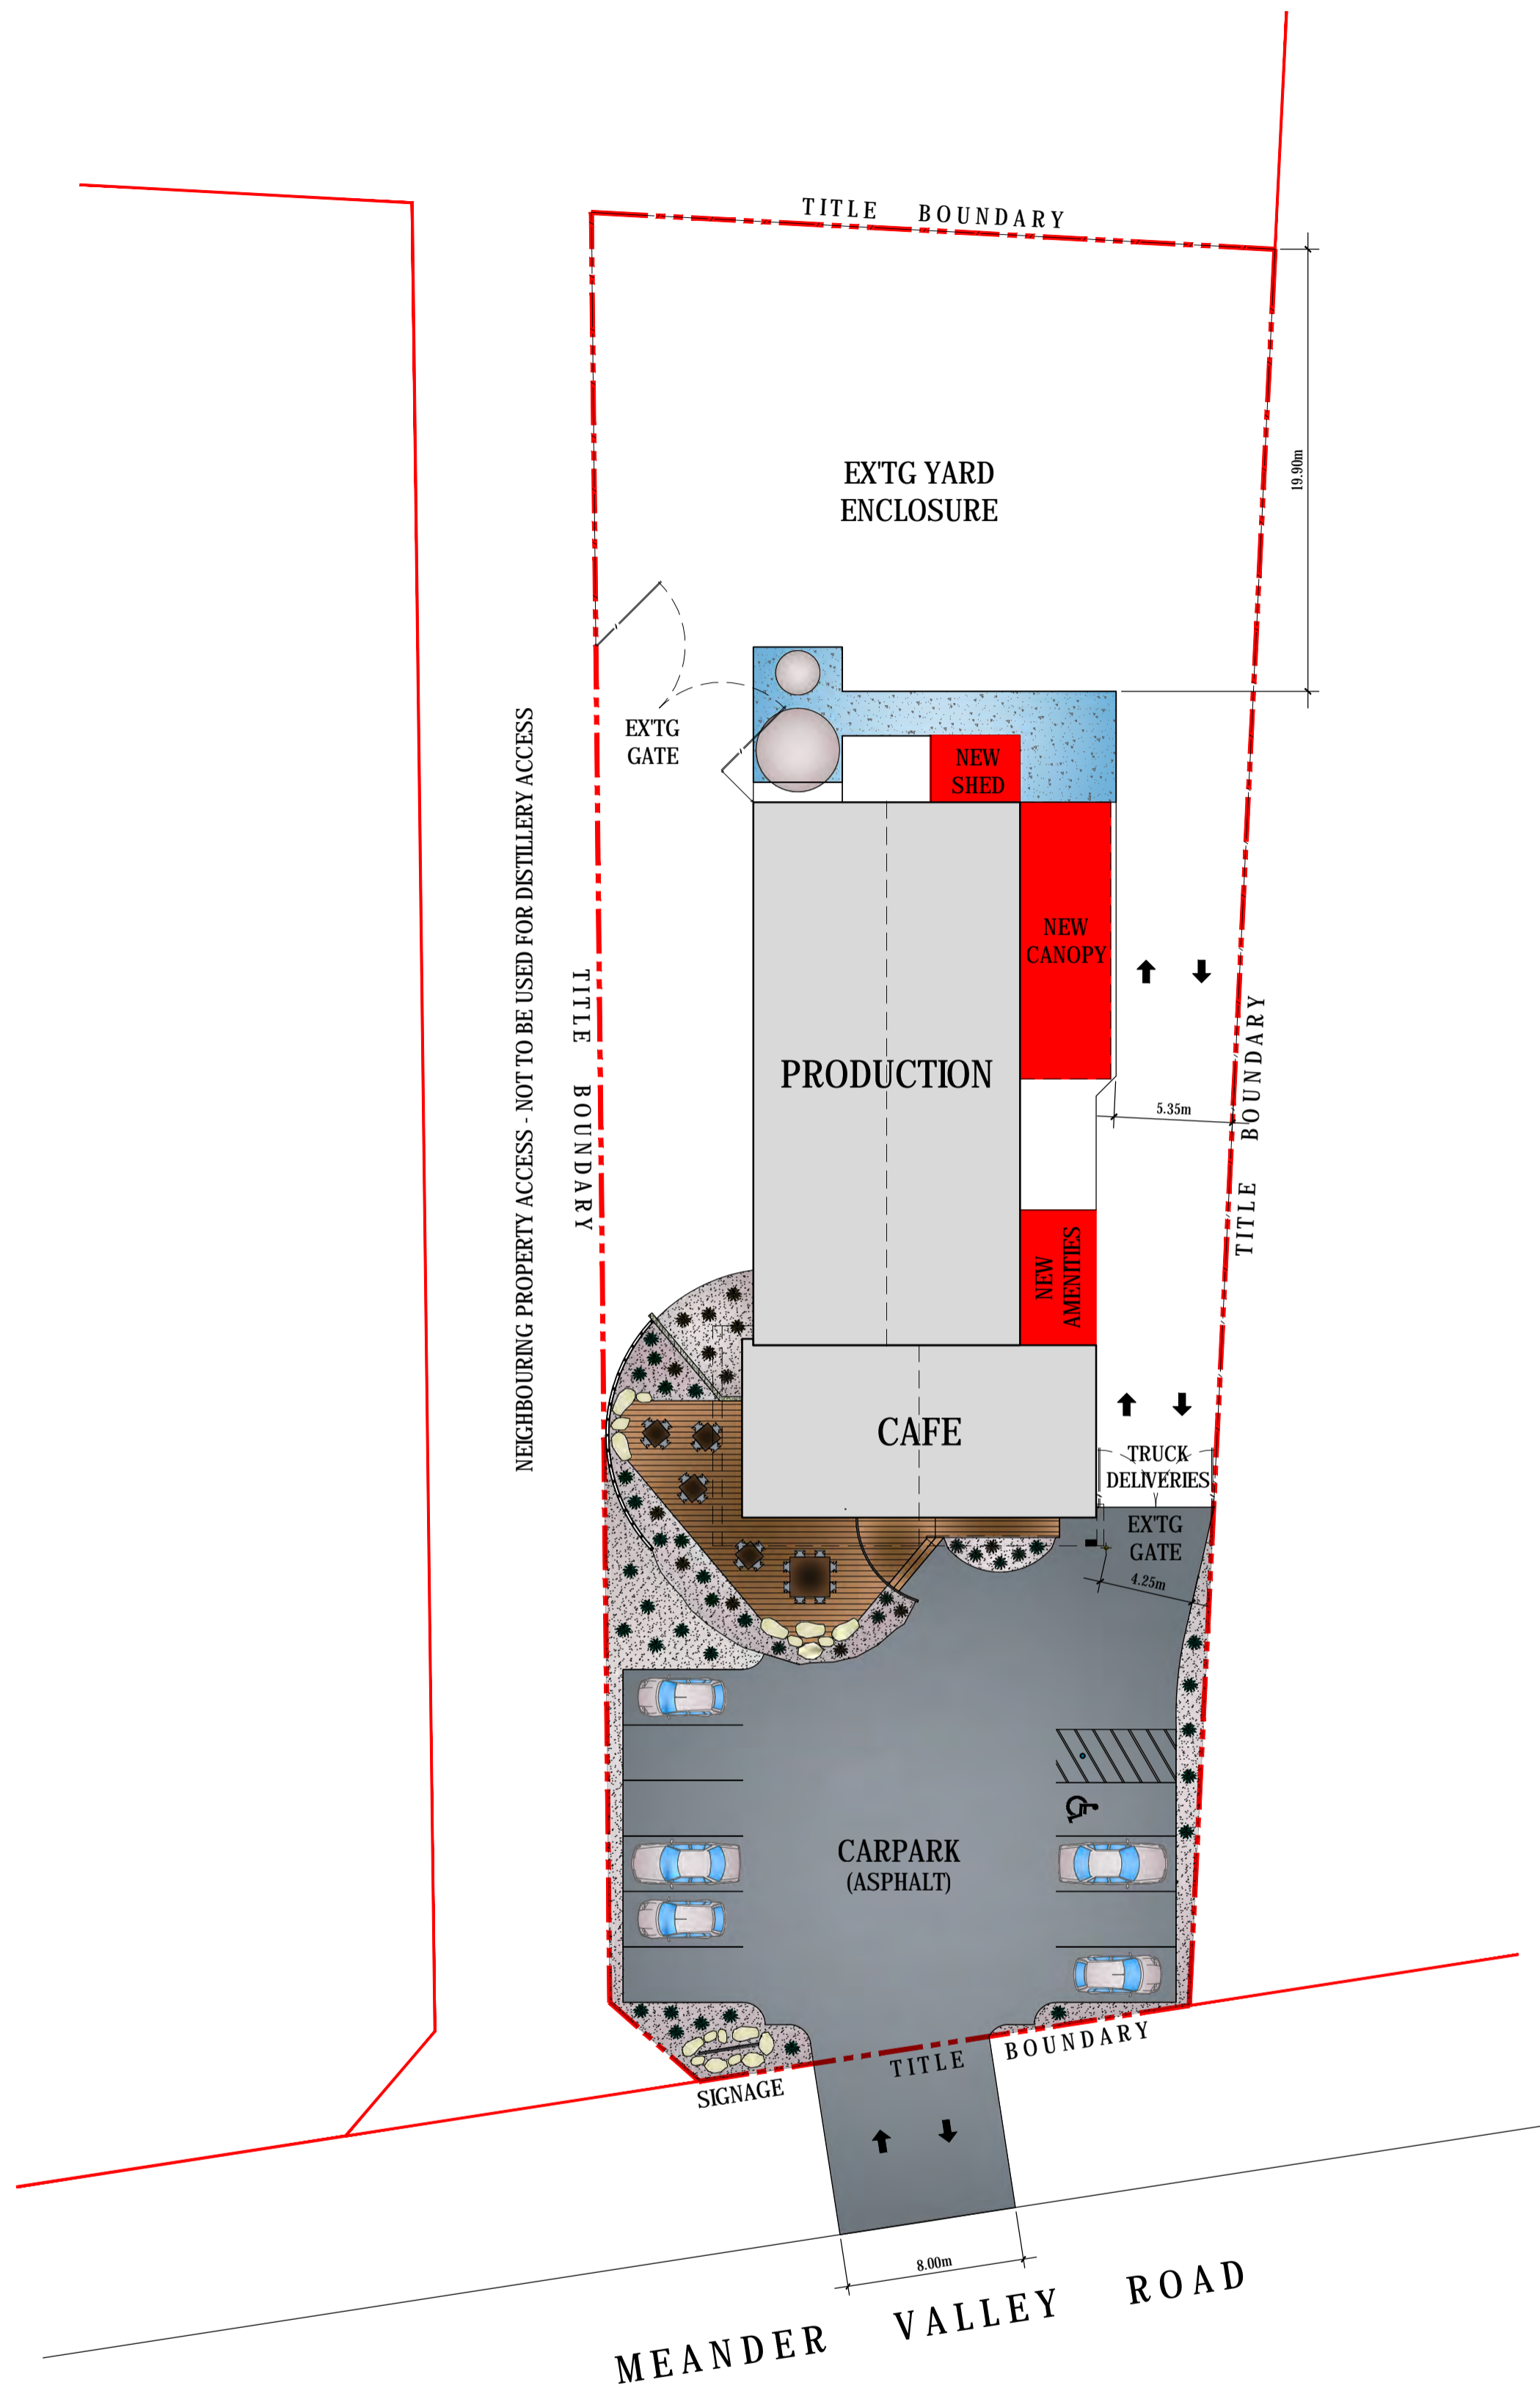 TITLE BOUNDARY
19.90m
EX'TG YARD
ENCLOSURE
EX'TG
GATE
NEW
SHED
NEW
CANOPY
NEIGHBOURING PROPERTY ACCESS - NOT TO BE USED FOR DISTILLERY ACCESS
TITLE BOUNDARY
PRODUCTION
5.35m
TITLE BOUNDARY
NEW
AMENITIES
CAFE
TRUCK
DELIVERIES
EX'TG
GATE
4.25m
CARPARK
(ASPHALT)
TITLE BOUNDARY
SIGNAGE
8.00m
MEANDER VALLEY ROAD